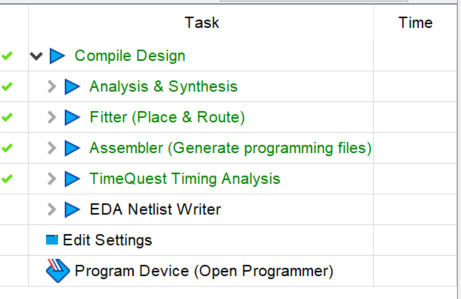 Task Time
Compile Design
Analysis & Synthesis
Fitter (Place & Route)
Assembler (Generate programming files)
TimeQuest Timing Analysis
EDA Netlist Writer
Edit Settings
Program Device (Open Programmer)